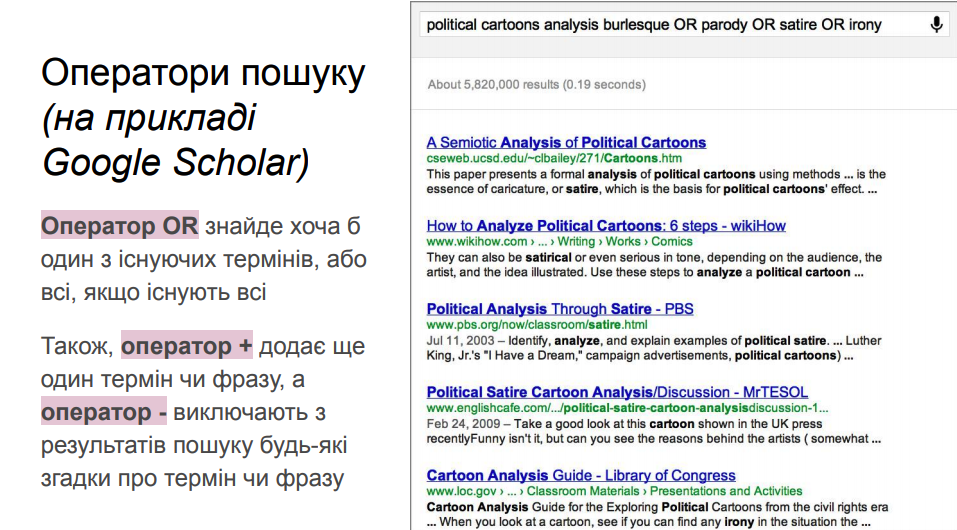 Оператори пошуку
(на прикладі
Google Scholar)
Оператор OR знайде хоча б
один з існуючих термінів, або
всі, якщо існують всі
Також, оператор + додає ще
один термін чи фразу, а
оператор - виключають з
результатів пошуку будь-які
згадки про термін чи фразу
political cartoons analysis burlesque OR parody OR satire OR irony
About 5,820,000 results (0.19 seconds)
A Semiotic Analysis of Political Cartoons
cseweb.ucsd.edu/~clbailey/271/Cartoons.htm
This paper presents a formal analysis of political cartoons using methods ... is the
essence of caricature, or satire, which is the basis for political cartoons' effect. ...
How to Analyze Political Cartoons: 6 steps - wikiHow
www.wikihow.com › ... › Writing › Works › Comics
They can also be satirical or even serious in tone, depending on the audience, the
artist, and the idea illustrated. Use these steps to analyze a political cartoon ...
Political Analysis Through Satire - PBS
www.pbs.org/now/classroom/satire.html
Jul 11, 2003 – Identify, analyze, and explain examples of political satire. ... Luther
King, Jr.'s "I Have a Dream," campaign advertisements, political cartoons) ...
Political Satire Cartoon Analysis/Discussion - MrTESOL
www.englishcafe.com/.../political-satire-cartoon-analysisdiscussion-1...
Feb 24, 2009 – Take a good look at this cartoon shown in the UK press
recentlyFunny isn't it, but can you see the reasons behind the artists ( somewhat ...
Cartoon Analysis Guide - Library of Congress
www.loc.gov › ... › Classroom Materials › Presentations and Activities
Cartoon Analysis Guide for the Exploring Political Cartoons from the civil rights era
... When you look at a cartoon, see if you can find any irony in the situation the ...